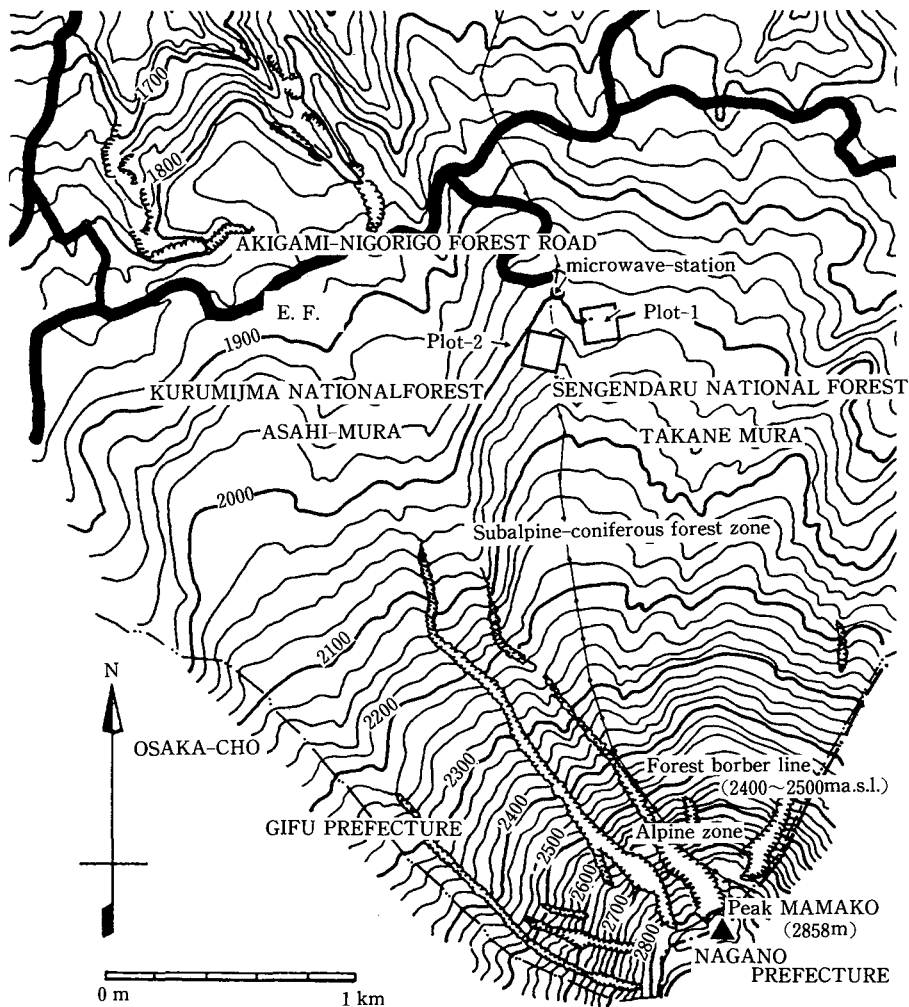 1700
1800
AKIGAMI-NIGORIGO FOREST ROAD
microwave-station
E. F.
Plot-1
1900
Plot-2
KURUMIJMA NATIONALFOREST
SENGENDARU NATIONAL FOREST
ASAHI-MURA
TAKANE MURA
2000
Subalpine-coniferous forest zone
2100
N
2200
OSAKA-CHO
2300
Forest borber line
(2400~2500ma.s.l.)
2400
GIFU PREFECTURE
Alpine zone
2500
2600
2700
Peak MAMAKO
(2858m)
2800
NAGANO
PREFECTURE
0 m
1 km